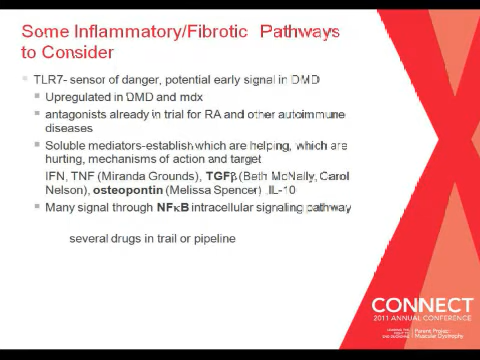 Some Inflammatory/Fibrotic Pathways
to Consider
TLR7- sensor of danger, potential early signal in DMD
Upregulated in DMD and mdx
antagonists already in trial for RA and other autoimmune
diseases
Soluble mediators-establish which are helping, which are
hurting, mechanisms of action and target
IFN, TNF (Miranda Grounds), TGFβ (Beth McNally, Carol
Nelson), osteopontin (Melissa Spencer) .IL-10
Many signal through NFκB intracellular signaling pathway
several drugs in trail or pipeline
CONNECT
2011 ANNUAL CONFERENCE
Parent Project
Muscular Dystrophy